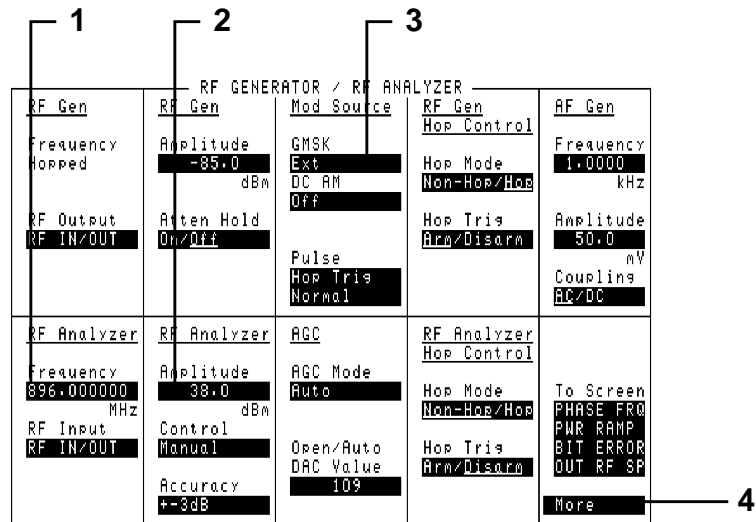 1
2
3
RF GENERATOR / RF ANALYZER
RF Gen
Frequency
Hopped
RF Output
RF IN/OUT
RF Gen
Amplitude
-85.0
dBm
Atten Hold
On/Off
Mod Source
GMSK
Ext
DC AM
Off
Pulse
Hop Trig
Normal
RF Gen
Hop Control
Hop Mode
Non-Hop/Hop
Hop Trig
Arm/Disarm
AF Gen
Frequency
1.0000
kHz
Amplitude
50.0
mV
Coupling
AC/DC
RF Analyzer
Frequency
896.000000
MHz
RF Input
RF IN/OUT
RF Analyzer
Amplitude
38.0
dBm
Control
Manual
Accuracy
+-3dB
AGC
AGC Mode
Auto
Open/Auto
DAC Value
109
RF Analyzer
Hop Control
Hop Mode
Non-Hop/Hop
Hop Trig
Arm/Disarm
To Screen
PHASE FRQ
PWR RAMP
BIT ERROR
OUT RF SP
More
4